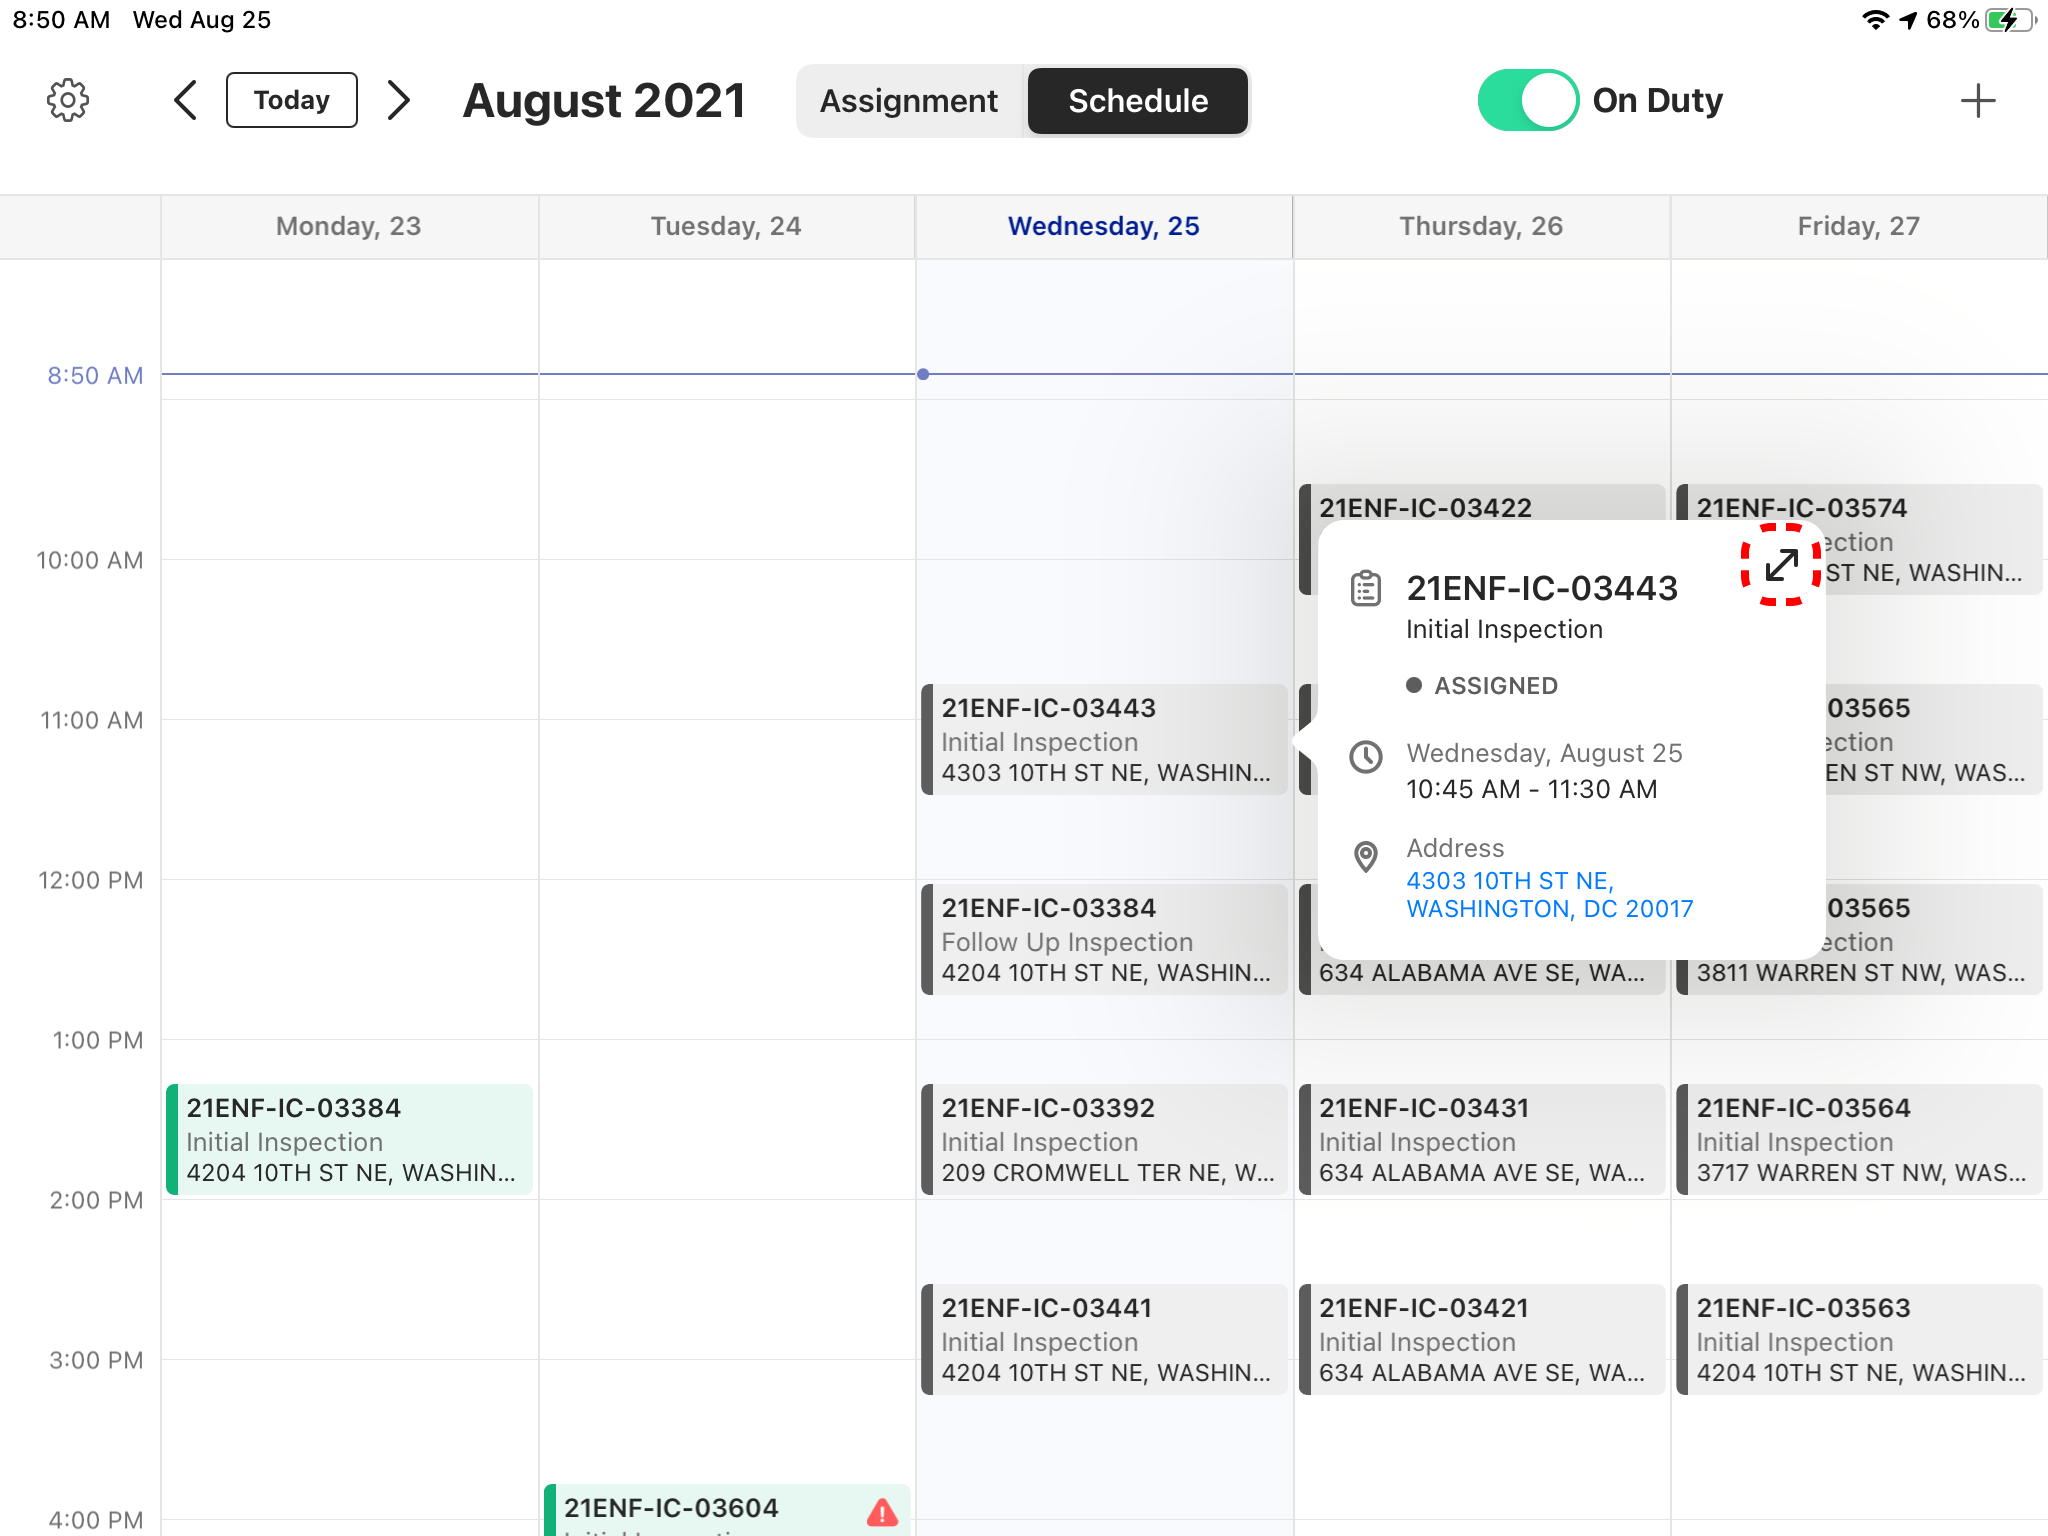 8:50 AM Wed Aug 25
68%
Today
August 2021
Assignment
Schedule
On Duty
Monday, 23
Tuesday, 24
Wednesday, 25
Thursday, 26
Friday, 27
8:50 AM
10:00 AM
11:00 AM
12:00 PM
1:00 PM
2:00 PM
3:00 PM
4:00 PM
21ENF-IC-03384
Initial Inspection
4204 10TH ST NE, WASHIN...
21ENF-IC-03604
21ENF-IC-03443
Initial Inspection
4303 10TH ST NE, WASHIN...
21ENF-IC-03384
Follow Up Inspection
4204 10TH ST NE, WASHIN...
21ENF-IC-03392
Initial Inspection
209 CROMWELL TER NE, W...
21ENF-IC-03441
Initial Inspection
4204 10TH ST NE, WASHIN...
21ENF-IC-03422
21ENF-IC-03443
Initial Inspection
ASSIGNED
Wednesday, August 25
10:45 AM - 11:30 AM
Address
4303 10TH ST NE,
WASHINGTON, DC 20017
634 ALABAMA AVE SE, WA...
21ENF-IC-03431
Initial Inspection
634 ALABAMA AVE SE, WA...
21ENF-IC-03421
Initial Inspection
634 ALABAMA AVE SE, WA...
21ENF-IC-03574
ection
ST NE, WASHIN...
03565
ection
EN ST NW, WAS...
03565
ection
3811 WARREN ST NW, WAS...
21ENF-IC-03564
Initial Inspection
3717 WARREN ST NW, WAS...
21ENF-IC-03563
Initial Inspection
4204 10TH ST NE, WASHIN...